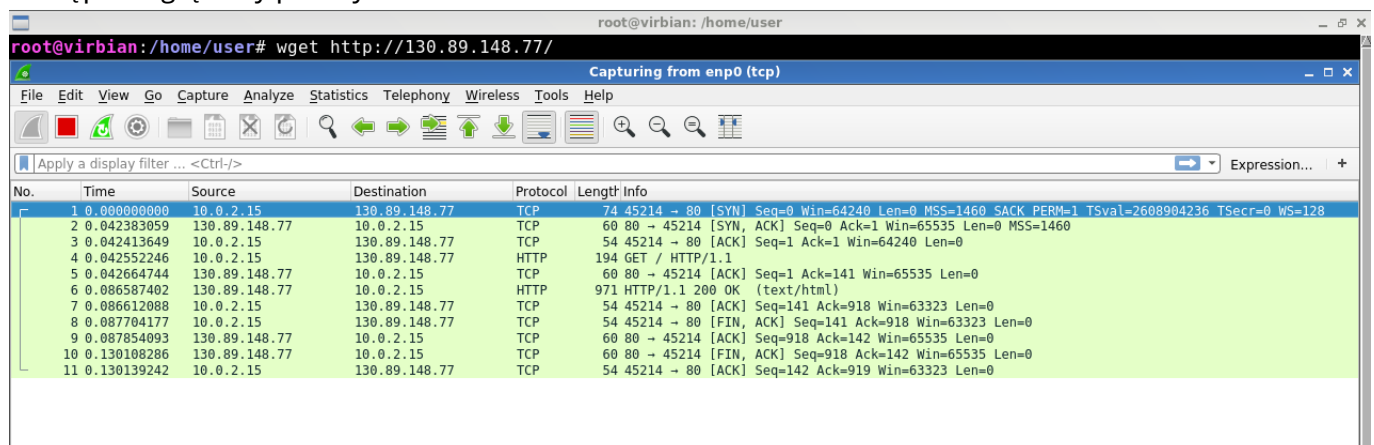 root@virbian: /home/user
root@virbian:/home/user# wget http://130.89.148.77/
Capturing from enp0 (tcp)
File Edit View Go Capture Analyze Statistics Telephony Wireless Tools Help
Apply a display filter ... <Ctrl-/> Expression... +
No. Time Source Destination Protocol Length Info
1 0.000000000 10.0.2.15 130.89.148.77 TCP 74 45214 → 80 [SYN] Seq=0 Win=64240 Len=0 MSS=1460 SACK PERM=1 TSval=2608904236 TSecr=0 WS=128
2 0.042383059 130.89.148.77 10.0.2.15 TCP 60 80 → 45214 [SYN, ACK] Seq=0 Ack=1 Win=65535 Len=0 MSS=1460
3 0.042413649 10.0.2.15 130.89.148.77 TCP 54 45214 → 80 [ACK] Seq=1 Ack=1 Win=64240 Len=0
4 0.042552246 10.0.2.15 130.89.148.77 HTTP 194 GET / HTTP/1.1
5 0.042664744 130.89.148.77 10.0.2.15 TCP 60 80 → 45214 [ACK] Seq=1 Ack=141 Win=65535 Len=0
6 0.086587402 130.89.148.77 10.0.2.15 HTTP 971 HTTP/1.1 200 OK (text/html)
7 0.086612088 10.0.2.15 130.89.148.77 TCP 54 45214 → 80 [ACK] Seq=141 Ack=918 Win=63323 Len=0
8 0.087704177 10.0.2.15 130.89.148.77 TCP 54 45214 → 80 [FIN, ACK] Seq=141 Ack=918 Win=63323 Len=0
9 0.087854093 130.89.148.77 10.0.2.15 TCP 60 80 → 45214 [ACK] Seq=918 Ack=142 Win=65535 Len=0
10 0.130108286 130.89.148.77 10.0.2.15 TCP 60 80 → 45214 [FIN, ACK] Seq=918 Ack=142 Win=65535 Len=0
11 0.130139242 10.0.2.15 130.89.148.77 TCP 54 45214 → 80 [ACK] Seq=142 Ack=919 Win=63323 Len=0